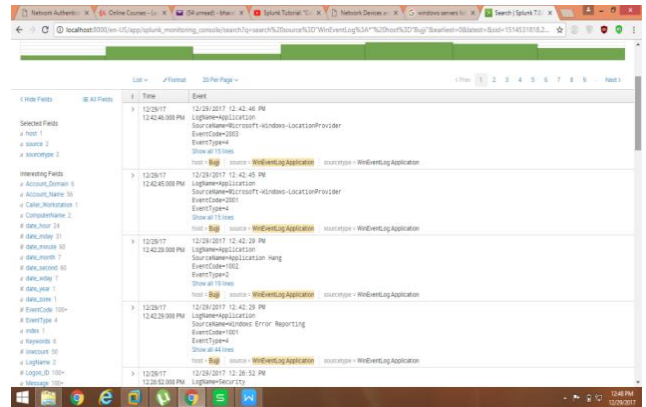 Network Authentic
Online Courses - Le
(54 unread) - bhav
Splunk Tutorial: "C
Network Devices ar
windows servers lo
Search | Splunk 7.0
localhost:8000/en-US/app/splunk_monitoring_console/search?q=search%20source%3D"WinEventLog%3A*"%20host%3D"Bugi"&earliest=0&latest=&sid=1514531818.2...
List
Format
20 Per Page
< Prev 1 2 3 4 5 6 7 8 9 ... Next >
< Hide Fields
All Fields
i Time Event
Selected Fields
a host 1
a source 2
a sourcetype 2
Interesting Fields
a Account_Domain 6
a Account_Name 56
a Caller_Workstation 1
a ComputerName 2
# date_hour 24
# date_mday 31
# date_minute 60
a date_month 7
# date_second 60
a date_wday 7
# date_year 1
a date_zone 1
# EventCode 100+
# EventType 4
a index 1
a Keywords 6
# linecount 50
a LogName 2
a Logon_ID 100+
a Message 100+
> 12/29/17
12:42:46.000 PM
12/29/2017 12:42:46 PM
LogName=Application
SourceName=Microsoft-Windows-LocationProvider
EventCode=2003
EventType=4
Show all 15 lines
host = Bugi source = WinEventLog:Application sourcetype = WinEventLog:Application
> 12/29/17
12:42:45.000 PM
12/29/2017 12:42:45 PM
LogName=Application
SourceName=Microsoft-Windows-LocationProvider
EventCode=2001
EventType=4
Show all 15 lines
host = Bugi source = WinEventLog:Application sourcetype = WinEventLog:Application
> 12/29/17
12:42:29.000 PM
12/29/2017 12:42:29 PM
LogName=Application
SourceName=Application Hang
EventCode=1002
EventType=2
Show all 19 lines
host = Bugi source = WinEventLog:Application sourcetype = WinEventLog:Application
> 12/29/17
12:42:29.000 PM
12/29/2017 12:42:29 PM
LogName=Application
SourceName=Windows Error Reporting
EventCode=1001
EventType=4
Show all 44 lines
host = Bugi source = WinEventLog:Application sourcetype = WinEventLog:Application
> 12/29/17
12:26:52.000 PM
12/29/2017 12:26:52 PM
LogName=Security
12:48 PM
12/29/2017